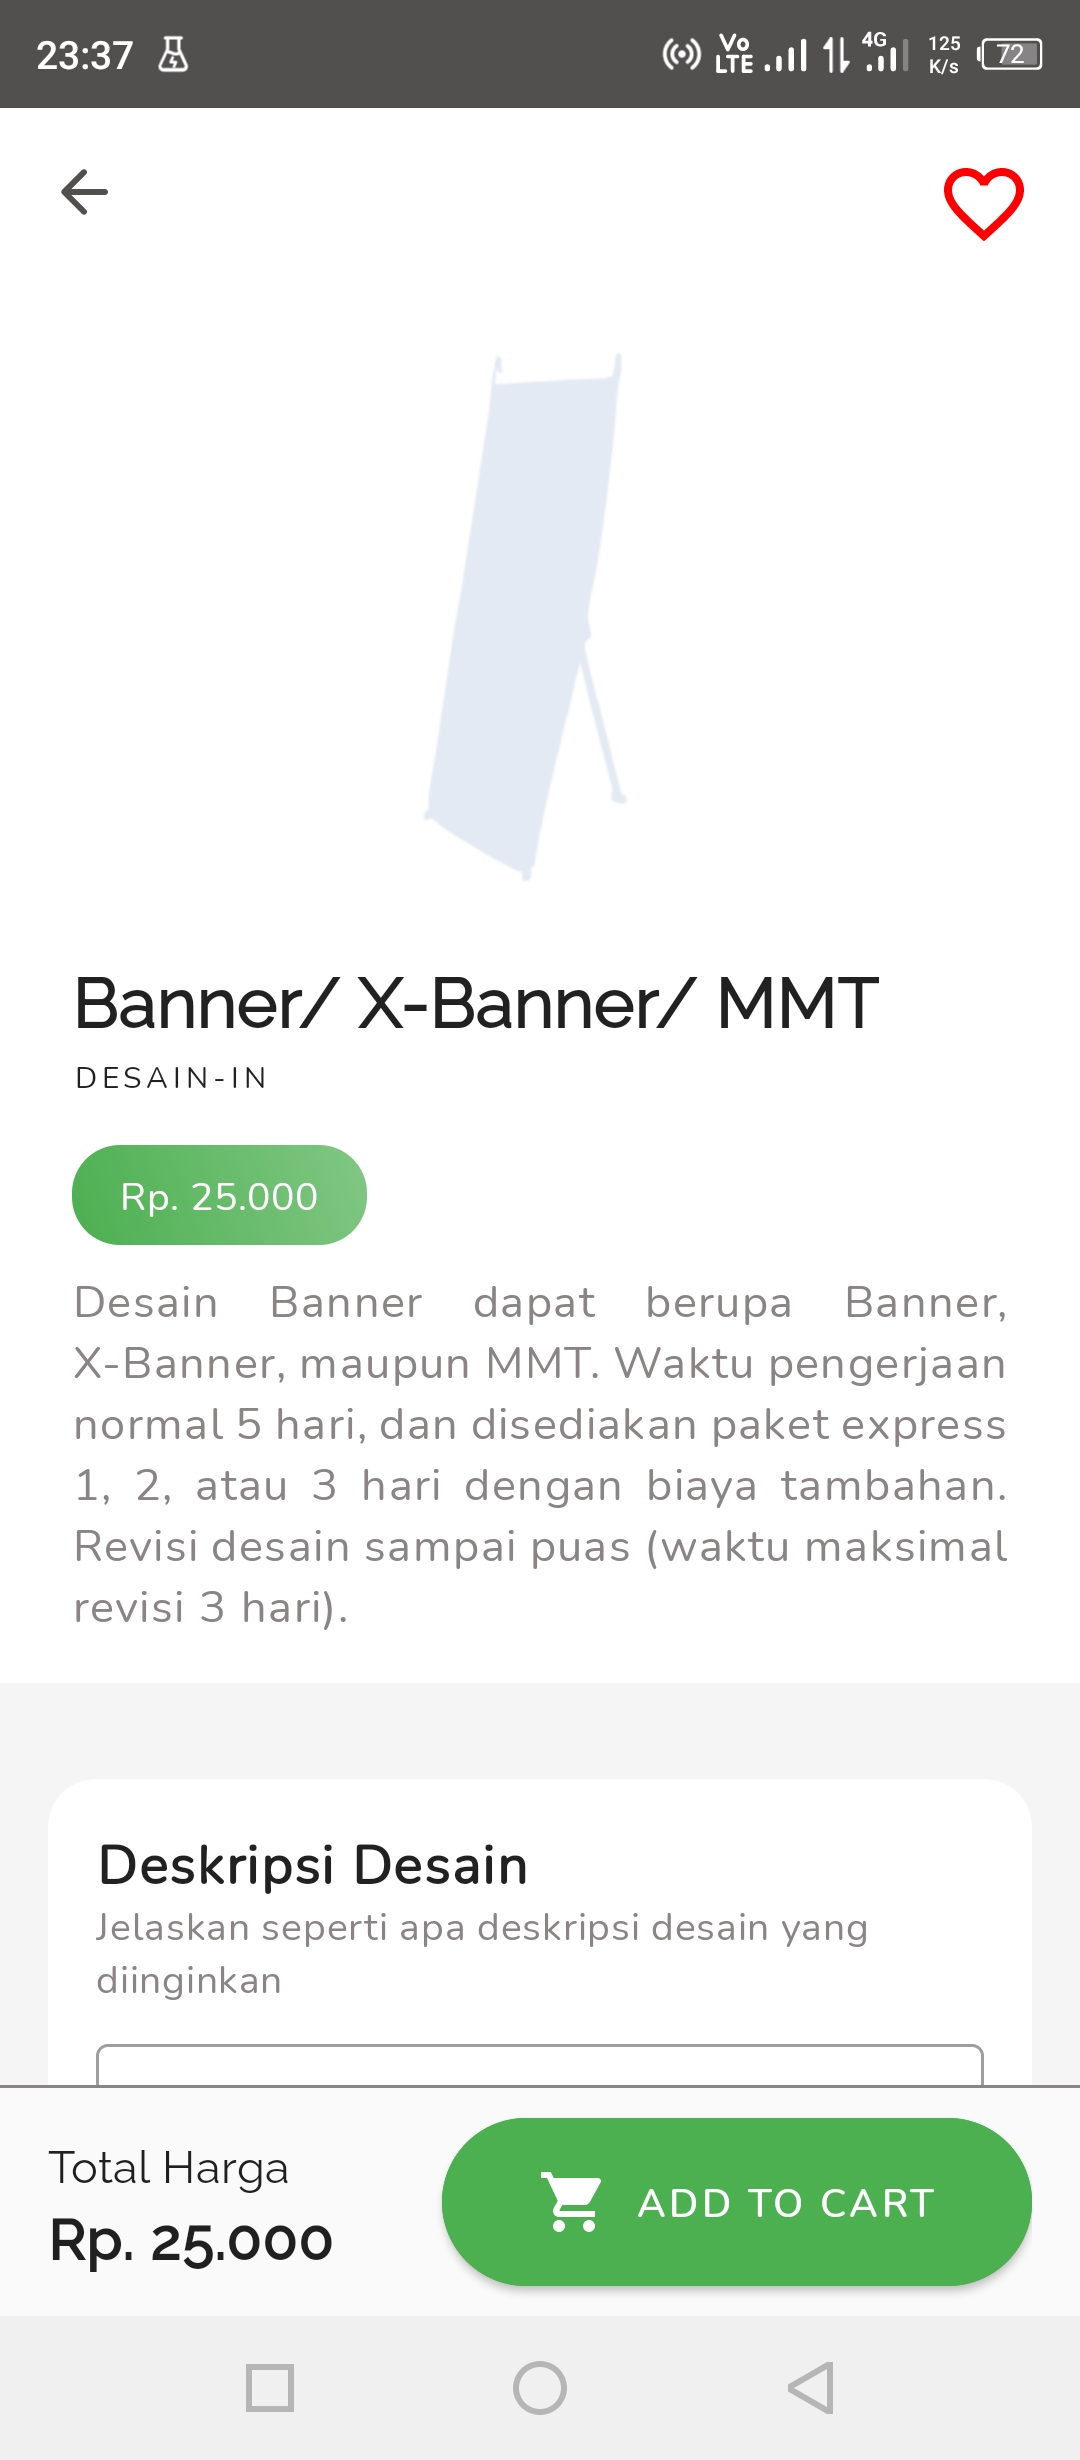 23:37
Vo
LTE
4G
125
K/s
72
Banner/ X-Banner/ MMT
DESAIN-IN
Rp. 25.000
Desain Banner dapat berupa Banner,
X-Banner, maupun MMT. Waktu pengerjaan
normal 5 hari, dan disediakan paket express
1, 2, atau 3 hari dengan biaya tambahan.
Revisi desain sampai puas (waktu maksimal
revisi 3 hari).
Deskripsi Desain
Jelaskan seperti apa deskripsi desain yang
diinginkan
Total Harga
Rp. 25.000
ADD TO CART